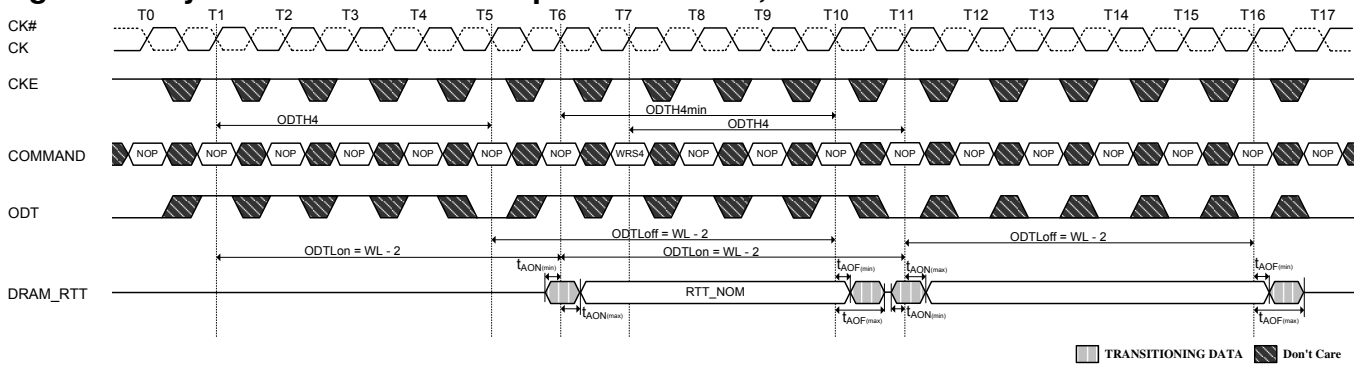 T0 T1 T2 T3 T4 T5 T6 T7 T8 T9 T10 T11 T12 T13 T14 T15 T16 T17
CK#
CK
CKE
ODTH4min
ODTH4
ODTH4
COMMAND NOP NOP NOP NOP NOP NOP NOP WRS4 NOP NOP NOP NOP NOP NOP NOP NOP NOP NOP
ODT
ODTLoff = WL - 2 ODTLoff = WL - 2
ODTLon = WL - 2 ODTLon = WL - 2
tAON(min) tAOF(min) tAON(max) tAOF(min)
DRAM_RTT RTT_NOM
tAON(max) tAOF(max) tAON(min) tAOF(max)
TRANSITIONING DATA Don't Care